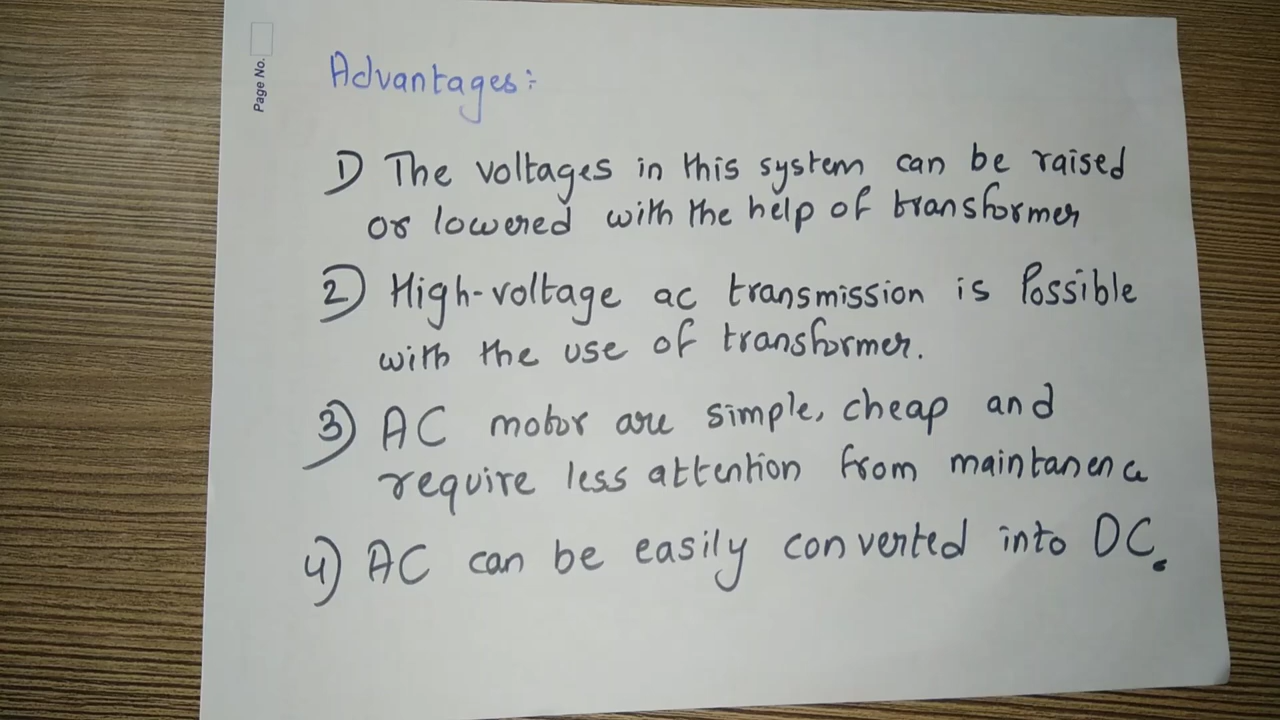 Page No.
Advantages:-
1) The voltages in this system can be raised
or lowered with the help of transformer
2) High-voltage ac transmission is Possible
with the use of transformer.
3) AC motor are simple, cheap and
require less attention from maintanence
4) AC can be easily converted into DC.